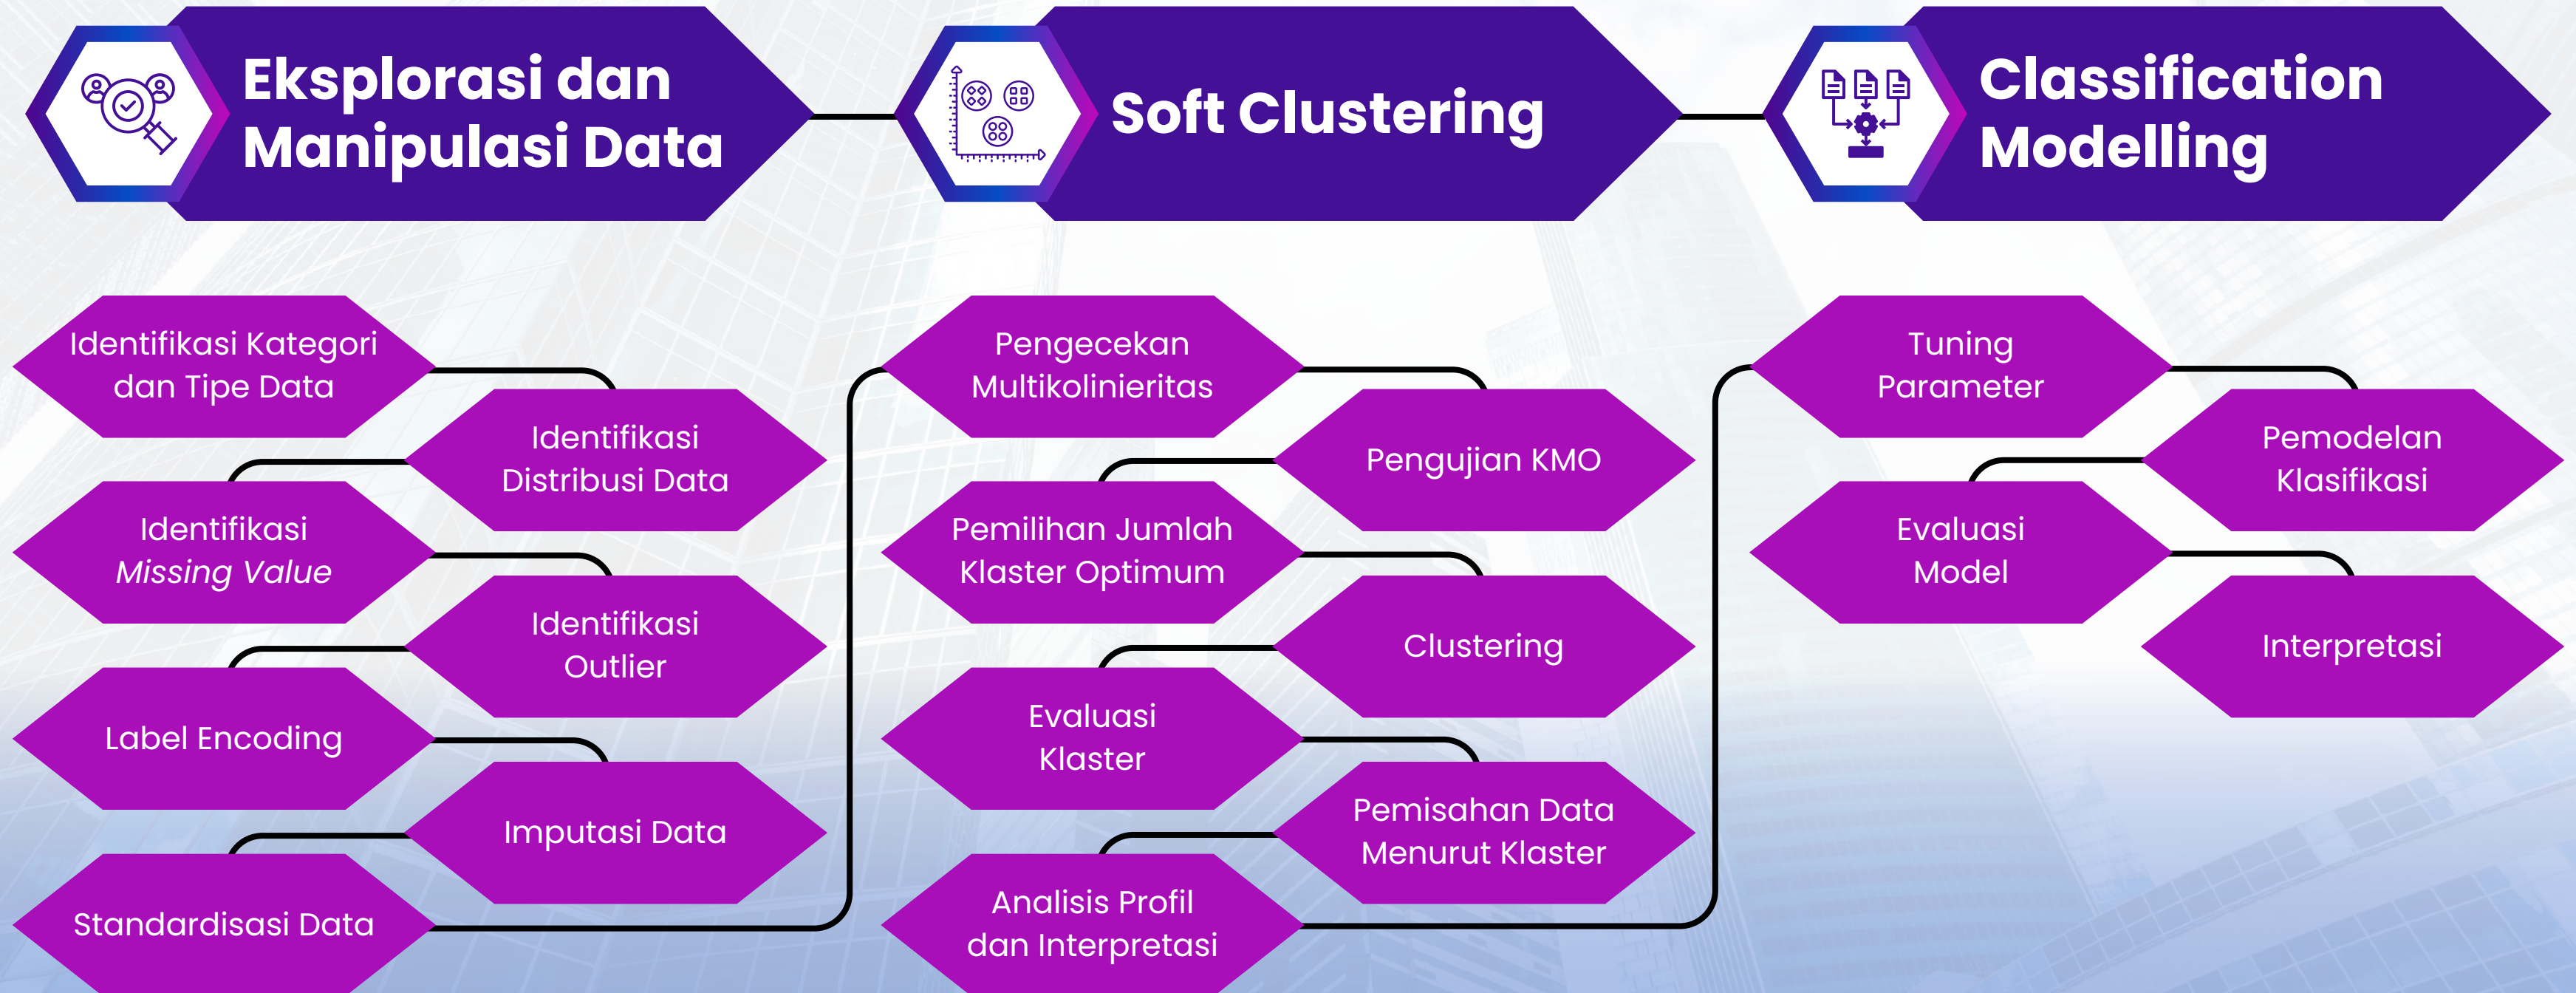 Eksplorasi dan
Manipulasi Data
Soft Clustering
Classification
Modelling
Identifikasi Kategori
dan Tipe Data
Identifikasi
Distribusi Data
Identifikasi
Missing Value
Identifikasi
Outlier
Label Encoding
Imputasi Data
Standardisasi Data
Pengecekan
Multikolinieritas
Pengujian KMO
Pemilihan Jumlah
Klaster Optimum
Clustering
Evaluasi
Klaster
Pemisahan Data
Menurut Klaster
Analisis Profil
dan Interpretasi
Tuning
Parameter
Pemodelan
Klasifikasi
Evaluasi
Model
Interpretasi